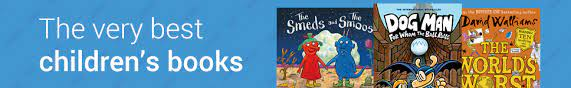 The very best
children's books
The
Smeds and The
Smoos
DOG MAN
For Whom The Ball Rolls
David Walliams
THE
WORLD'S
WORST